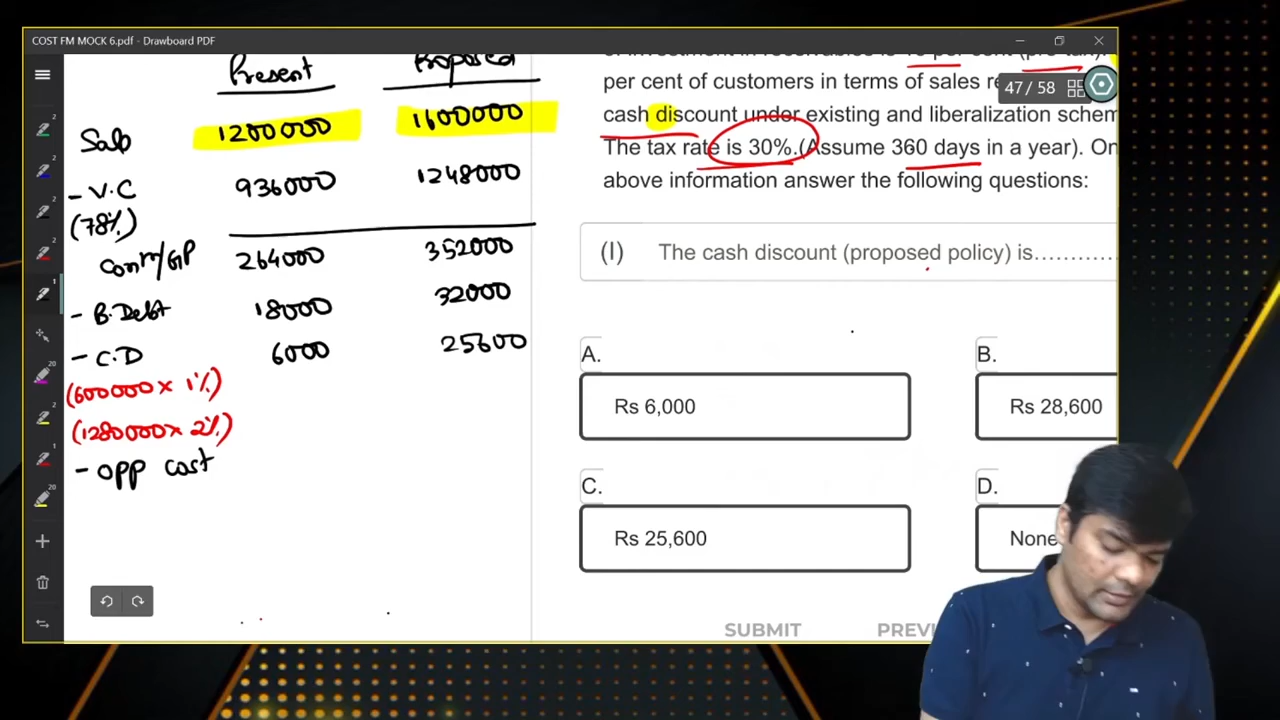 COST FM MOCK 6.pdf - Drawboard PDF
Present Proposed
Sale 1200000 1600000
- V.C 936000 1248000
(78%)
Contn/GP 264000 352000
- B.Debt 18000 32000
- C.D 6000 25600
(600000 x 1%)
(1280000 x 2%)
- opp cost
per cent of customers in terms of sales re
47 / 58
cash discount under existing and liberalization schem
The tax rate is 30%.(Assume 360 days in a year). On
above information answer the following questions:
(I) The cash discount (proposed policy) is…………
A.
Rs 6,000
B.
Rs 28,600
C.
Rs 25,600
D.
None
SUBMIT PREVI